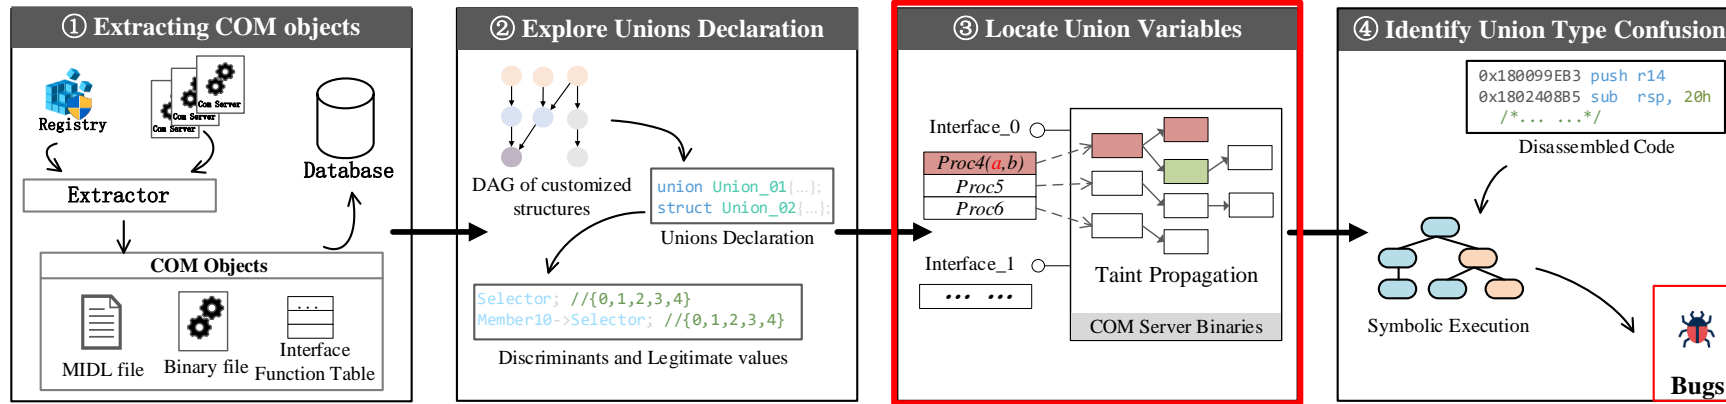 ① Extracting COM objects
Registry
Com Server
Com Server
Com Server
Database
Extractor
COM Objects
MIDL file
Binary file
Interface
Function Table
② Explore Unions Declaration
DAG of customized
structures
union Union_01{…};
struct Union_02{…};
Unions Declaration
Selector; //{0,1,2,3,4}
Member10->Selector; //{0,1,2,3,4}
Discriminants and Legitimate values
③ Locate Union Variables
Interface_0
Proc4(a,b)
Proc5
Proc6
Interface_1
... ...
Taint Propagation
COM Server Binaries
④ Identify Union Type Confusion
0x180099EB3 push r14
0x1802408B5 sub rsp, 20h
/*... ...*/
Disassembled Code
Symbolic Execution
Bugs